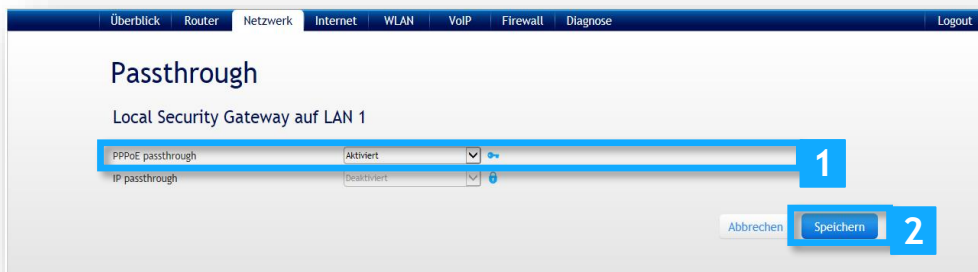 Überblick Router Netzwerk Internet WLAN VoIP Firewall Diagnose Logout
Passthrough
Local Security Gateway auf LAN 1
PPPoE passthrough Aktiviert 1
IP passthrough Deaktiviert
Abbrechen Speichern 2